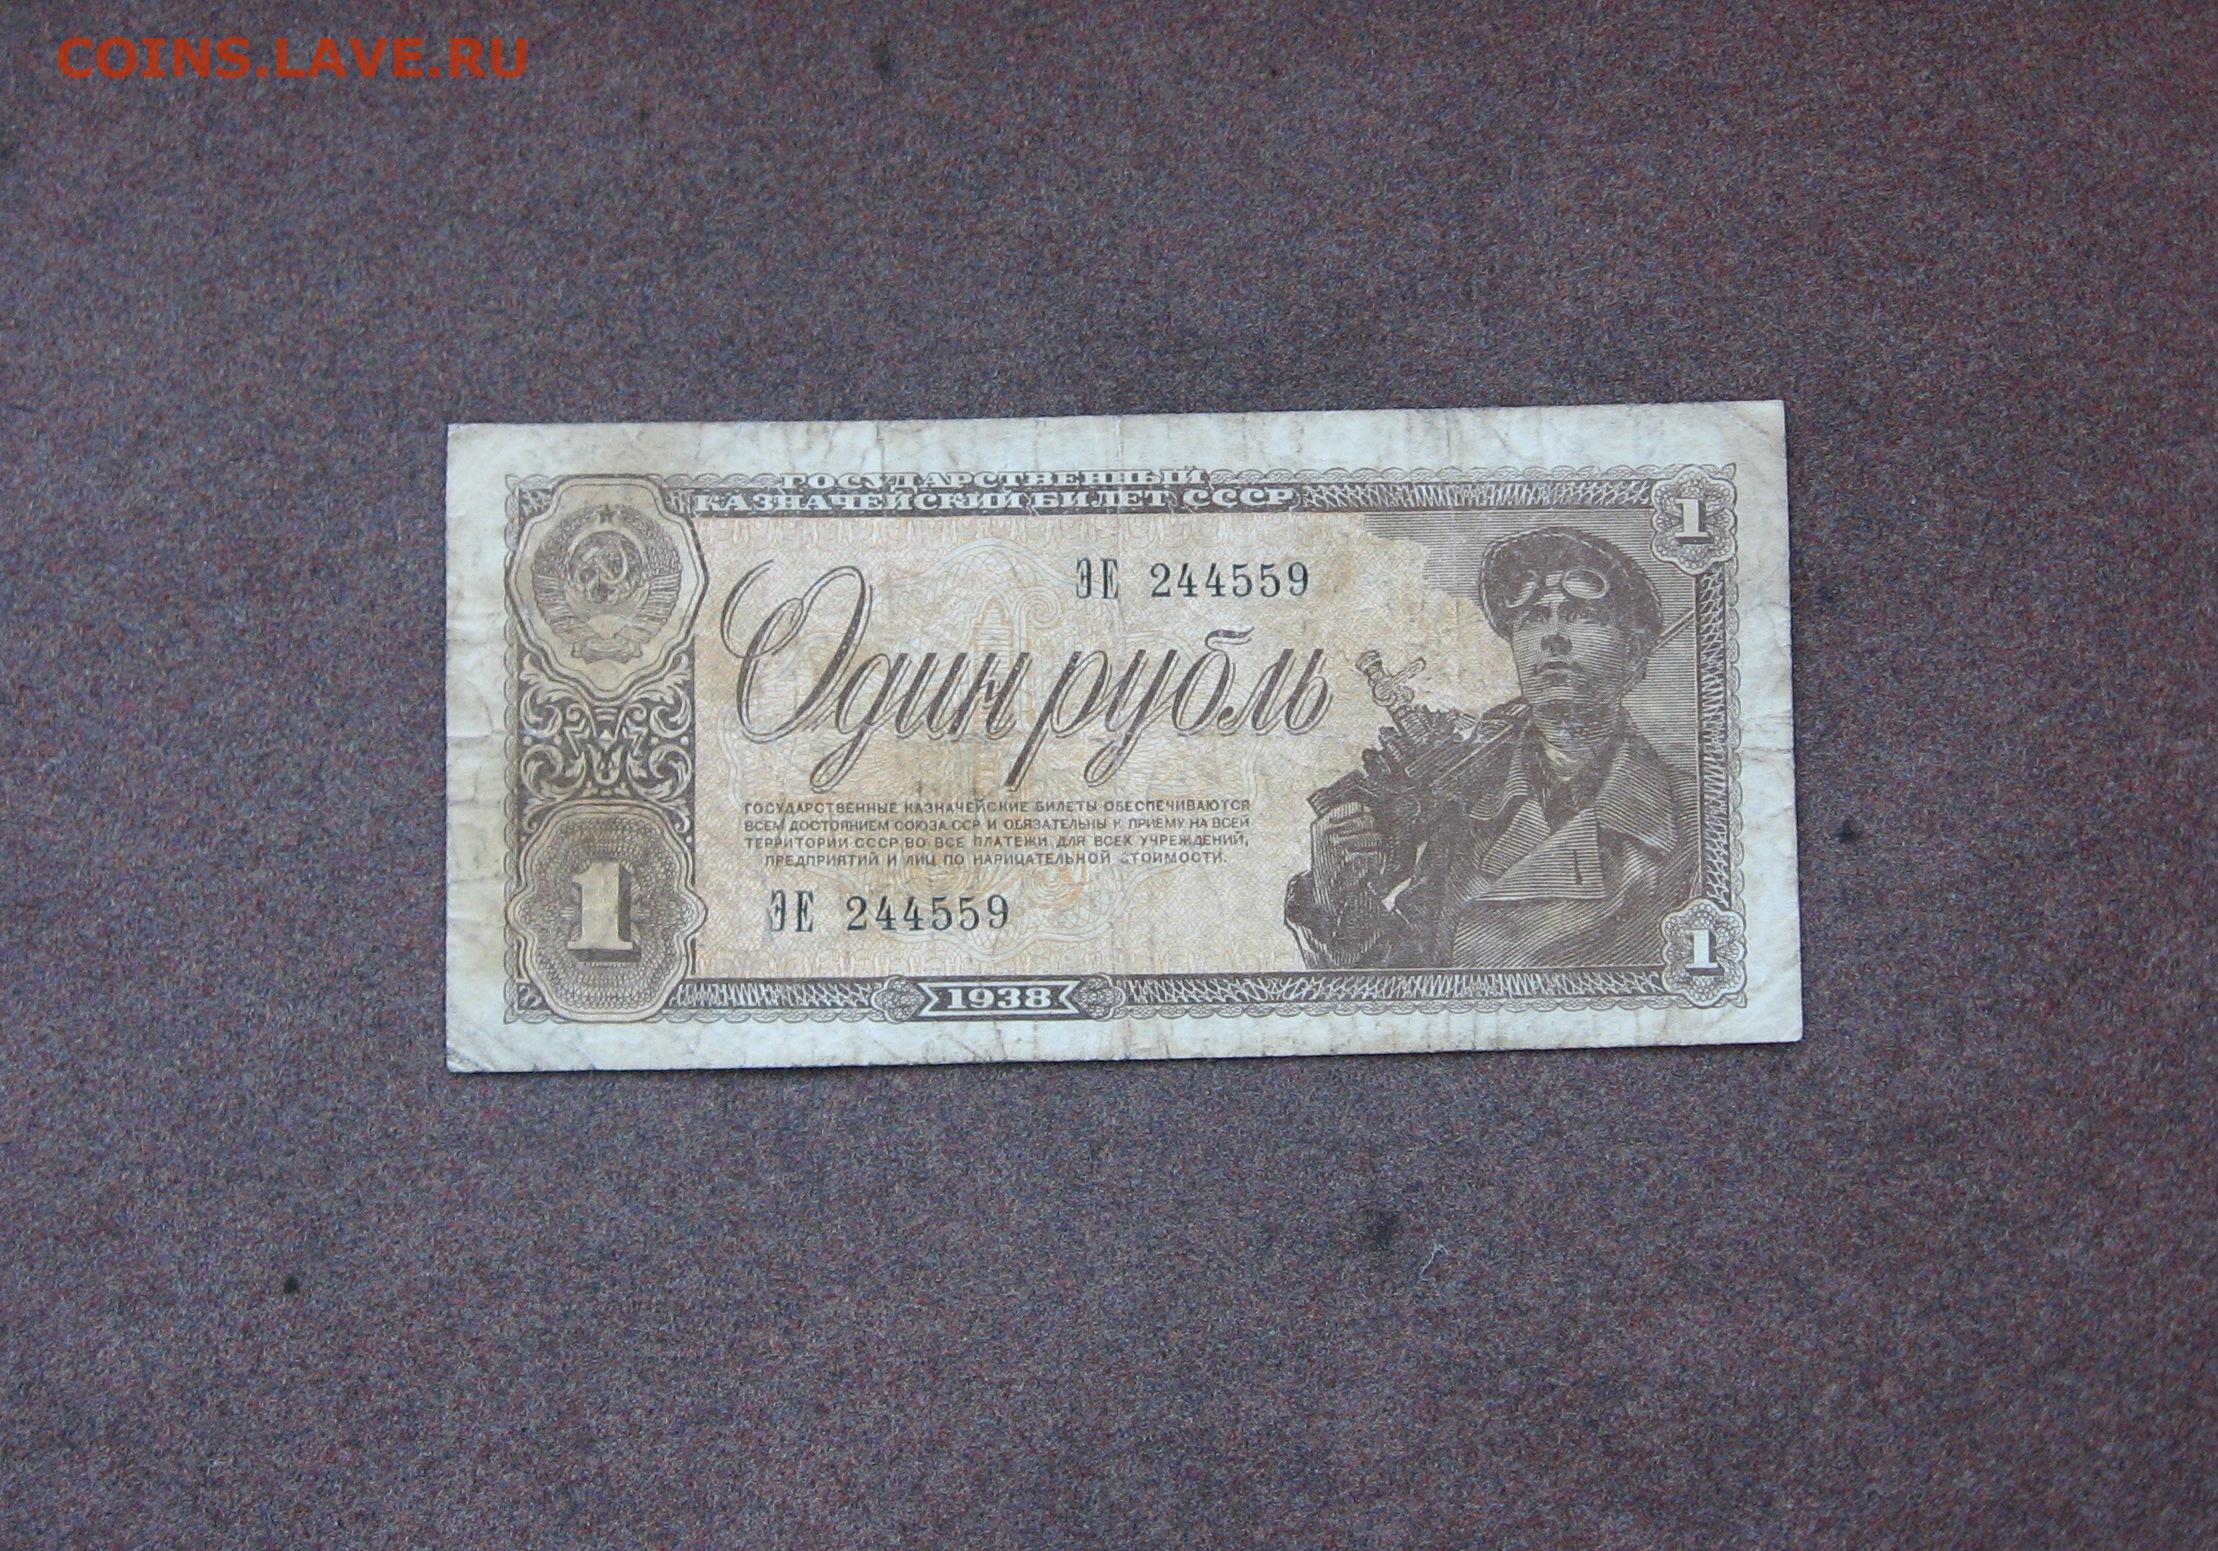 COINS.LAVE.RU
ГОСУДАРСТВЕННЫЙ
КАЗНАЧЕЙСКИЙ БИЛЕТ СССР
1
ЭЕ 244559
Один рубль
ГОСУДАРСТВЕННЫЕ КАЗНАЧЕЙСКИЕ БИЛЕТЫ ОБЕСПЕЧИВАЮТСЯ
ВСЕМ ДОСТОЯНИЕМ СОЮЗА ССР И ОБЯЗАТЕЛЬНЫ К ПРИЕМУ НА ВСЕЙ
ТЕРРИТОРИИ СССР ВО ВСЕ ПЛАТЕЖИ ДЛЯ ВСЕХ УЧРЕЖДЕНИЙ,
ПРЕДПРИЯТИЙ И ЛИЦ ПО НАРИЦАТЕЛЬНОЙ СТОИМОСТИ.
1
ЭЕ 244559
1
1938